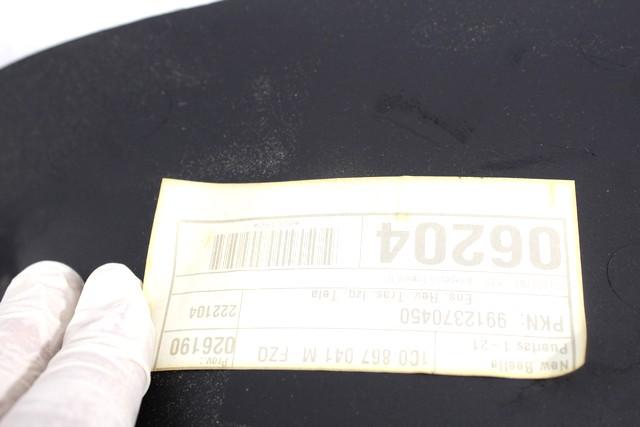 New Beetle
Puertas 1 - 21
1C0 867 041 M FZQ
Prov:
026190
PKN: 9912370450
222104
Ens. Rev. Tras. Izq. Tela
06204